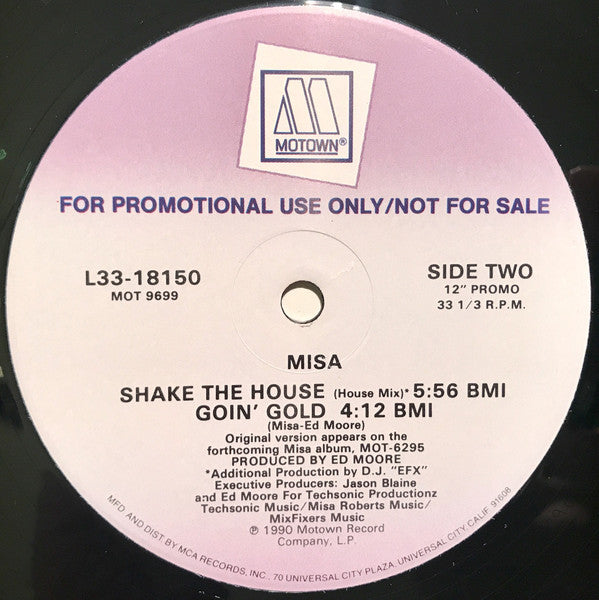 M
MOTOWN®
FOR PROMOTIONAL USE ONLY/NOT FOR SALE
L33-18150
MOT 9699
SIDE TWO
12" PROMO
33 1/3 R.P.M.
MISA
SHAKE THE HOUSE (House Mix)* 5:56 BMI
GOIN' GOLD 4:12 BMI
(Misa-Ed Moore)
Original version appears on the
forthcoming Misa album, MOT-6295
PRODUCED BY ED MOORE
*Additional Production by D.J. "EFX"
Executive Producers: Jason Blaine
and Ed Moore For Techsonic Productionz
Techsonic Music/Misa Roberts Music/
MixFixers Music
℗ 1990 Motown Record
Company, L.P.
MFD. AND DIST. BY MCA RECORDS, INC., 70 UNIVERSAL CITY PLAZA, UNIVERSAL CITY, CALIF. 91608